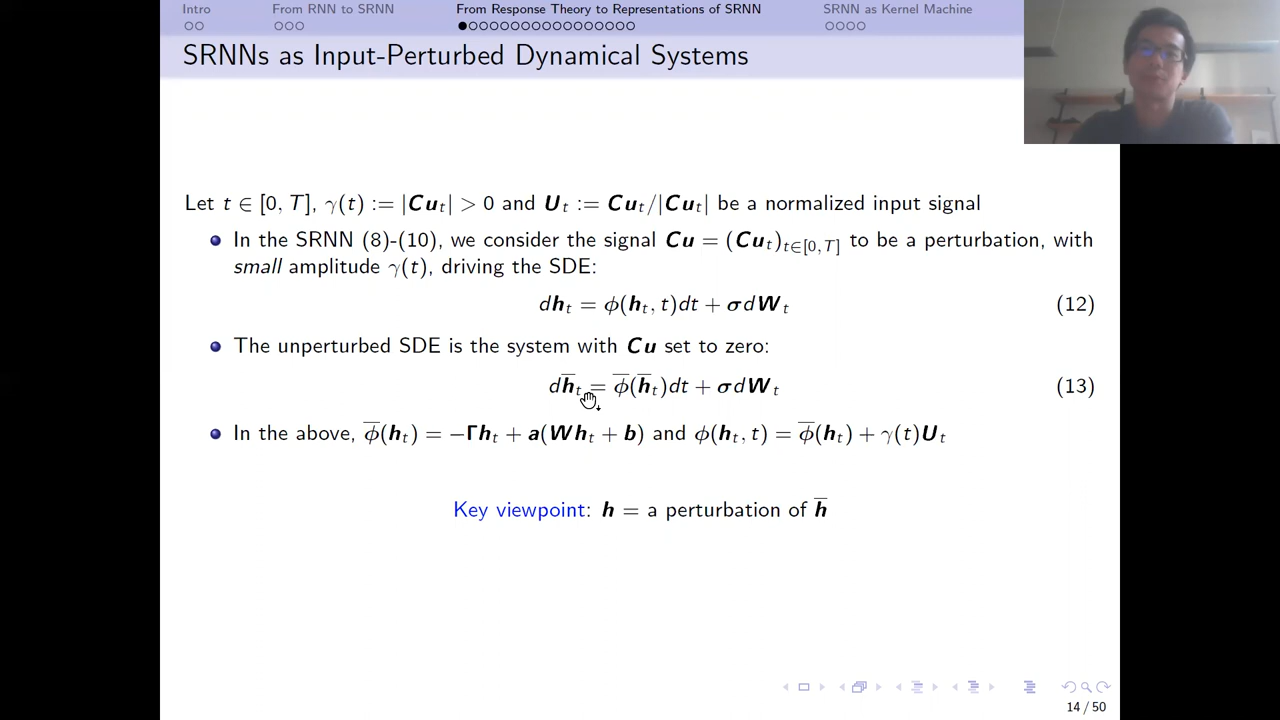 Intro From RNN to SRNN From Response Theory to Representations of SRNN SRNN as Kernel Machine
SRNNs as Input-Perturbed Dynamical Systems
Let t ∈ [0, T], γ(t) := |Cu_t| > 0 and U_t := Cu_t/|Cu_t| be a normalized input signal
In the SRNN (8)-(10), we consider the signal Cu = (Cu_t)_{t∈[0,T]} to be a perturbation, with
small amplitude γ(t), driving the SDE:
dh_t = φ(h_t, t)dt + σdW_t (12)
The unperturbed SDE is the system with Cu set to zero:
dh̅_t = φ̅(h̅_t)dt + σdW_t (13)
In the above, φ̅(h_t) = −Γh_t + a(Wh_t + b) and φ(h_t, t) = φ̅(h_t) + γ(t)U_t
Key viewpoint: h = a perturbation of h̅
14 / 50